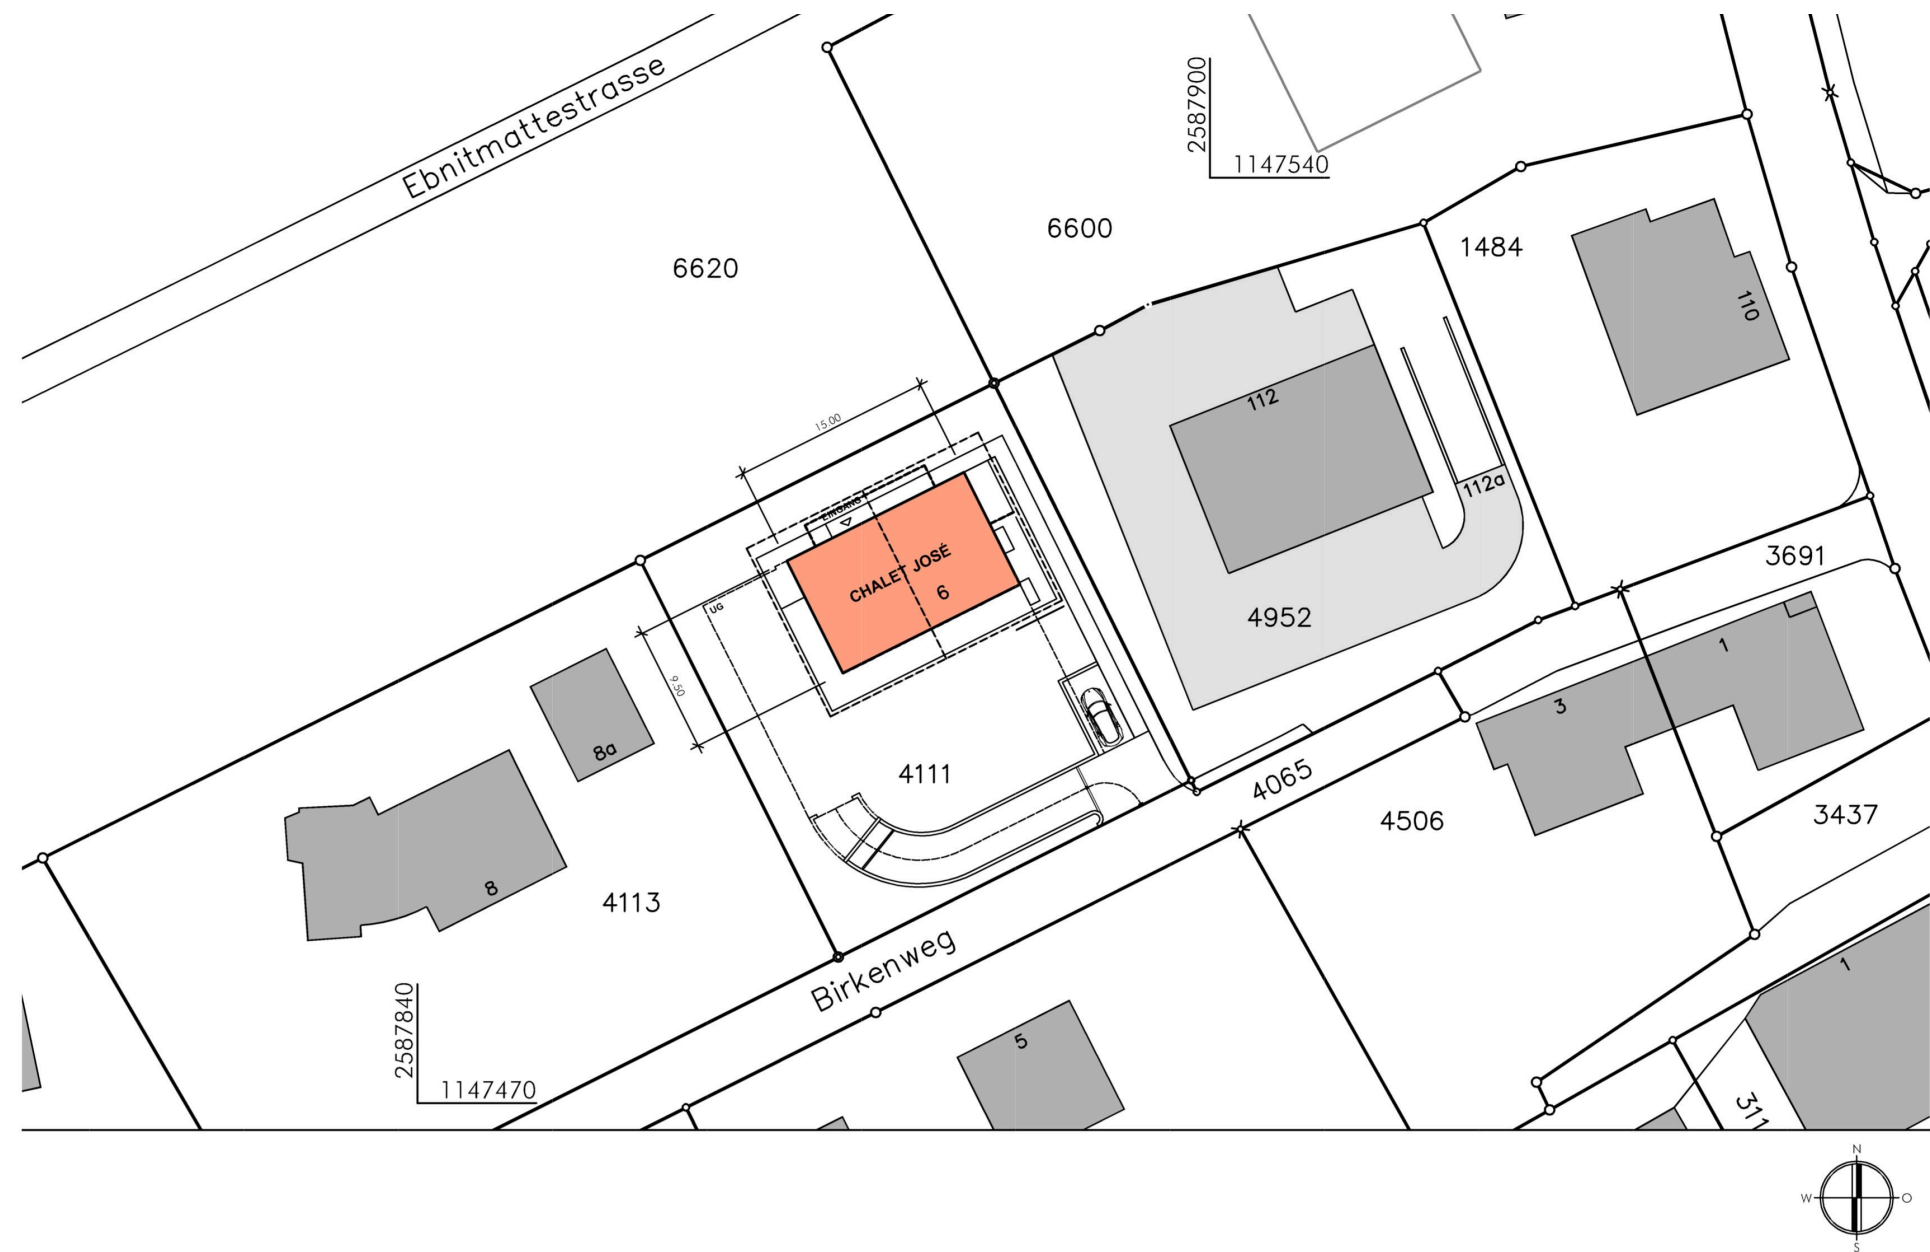 Ebnitmattestrasse
2587900
1147540
6600
6620
1484
110
112
112a
15.00
EINGANG
CHALET JOSÉ
6
UG
9.50
3691
4952
1
3
8a
4111
4065
4506
3437
8
4113
Birkenweg
1
2587840
1147470
5
311
N
W
O
S